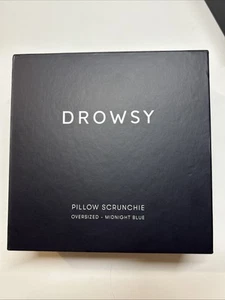 DROWSY
PILLOW SCRUNCHIE
OVERSIZED - MIDNIGHT BLUE